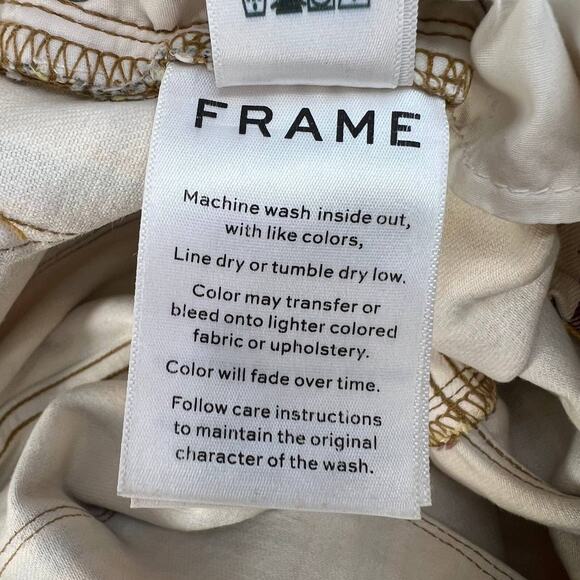 FRAME
Machine wash inside out,
with like colors,
Line dry or tumble dry low.
Color may transfer or
bleed onto lighter colored
fabric or upholstery.
Color will fade over time.
Follow care instructions
to maintain the original
character of the wash.